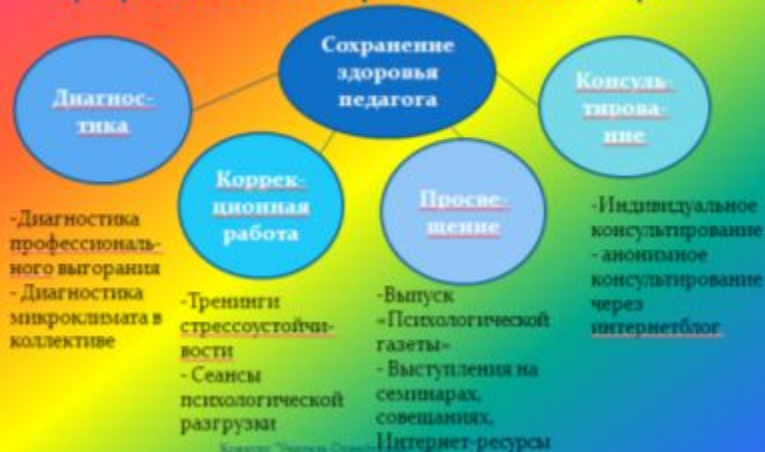 Сохранение
здоровья
педагога
Диагнос-
тика
Консуль-
тирова-
ние
Коррек-
ционная
работа
Просве-
щение
-Диагностика
профессиональ-
ного выгорания
- Диагностика
микроклимата в
коллективе
-Тренинги
стрессоустойчи-
вости
- Сеансы
психологической
разгрузки
-Выпуск
«Психологической
газеты»
- Выступления на
семинарах,
совещаниях,
Интернет-ресурсы
-Индивидуальное
консультирование
- анонимное
консультирование
через
интернетблог